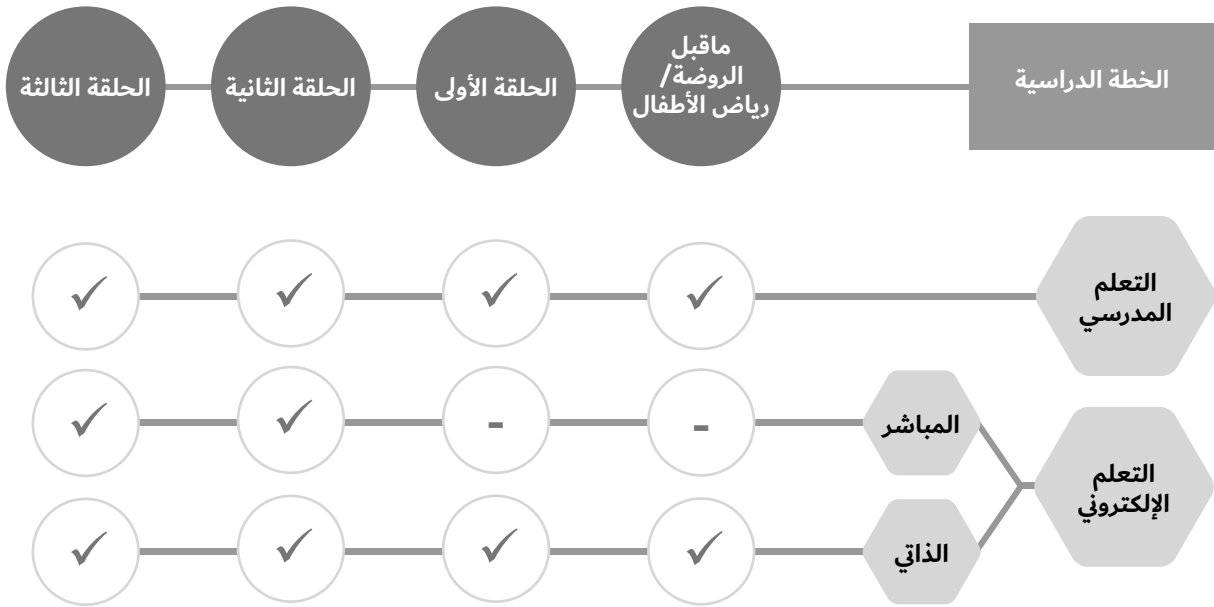 الخطة الدراسية
ماقبل
الروضة/
رياض الأطفال
الحلقة الأولى
الحلقة الثانية
الحلقة الثالثة
التعلم
المدرسي
✓ ✓ ✓ ✓
التعلم
الإلكتروني
المباشر
- - ✓ ✓
الذاتي
✓ ✓ ✓ ✓